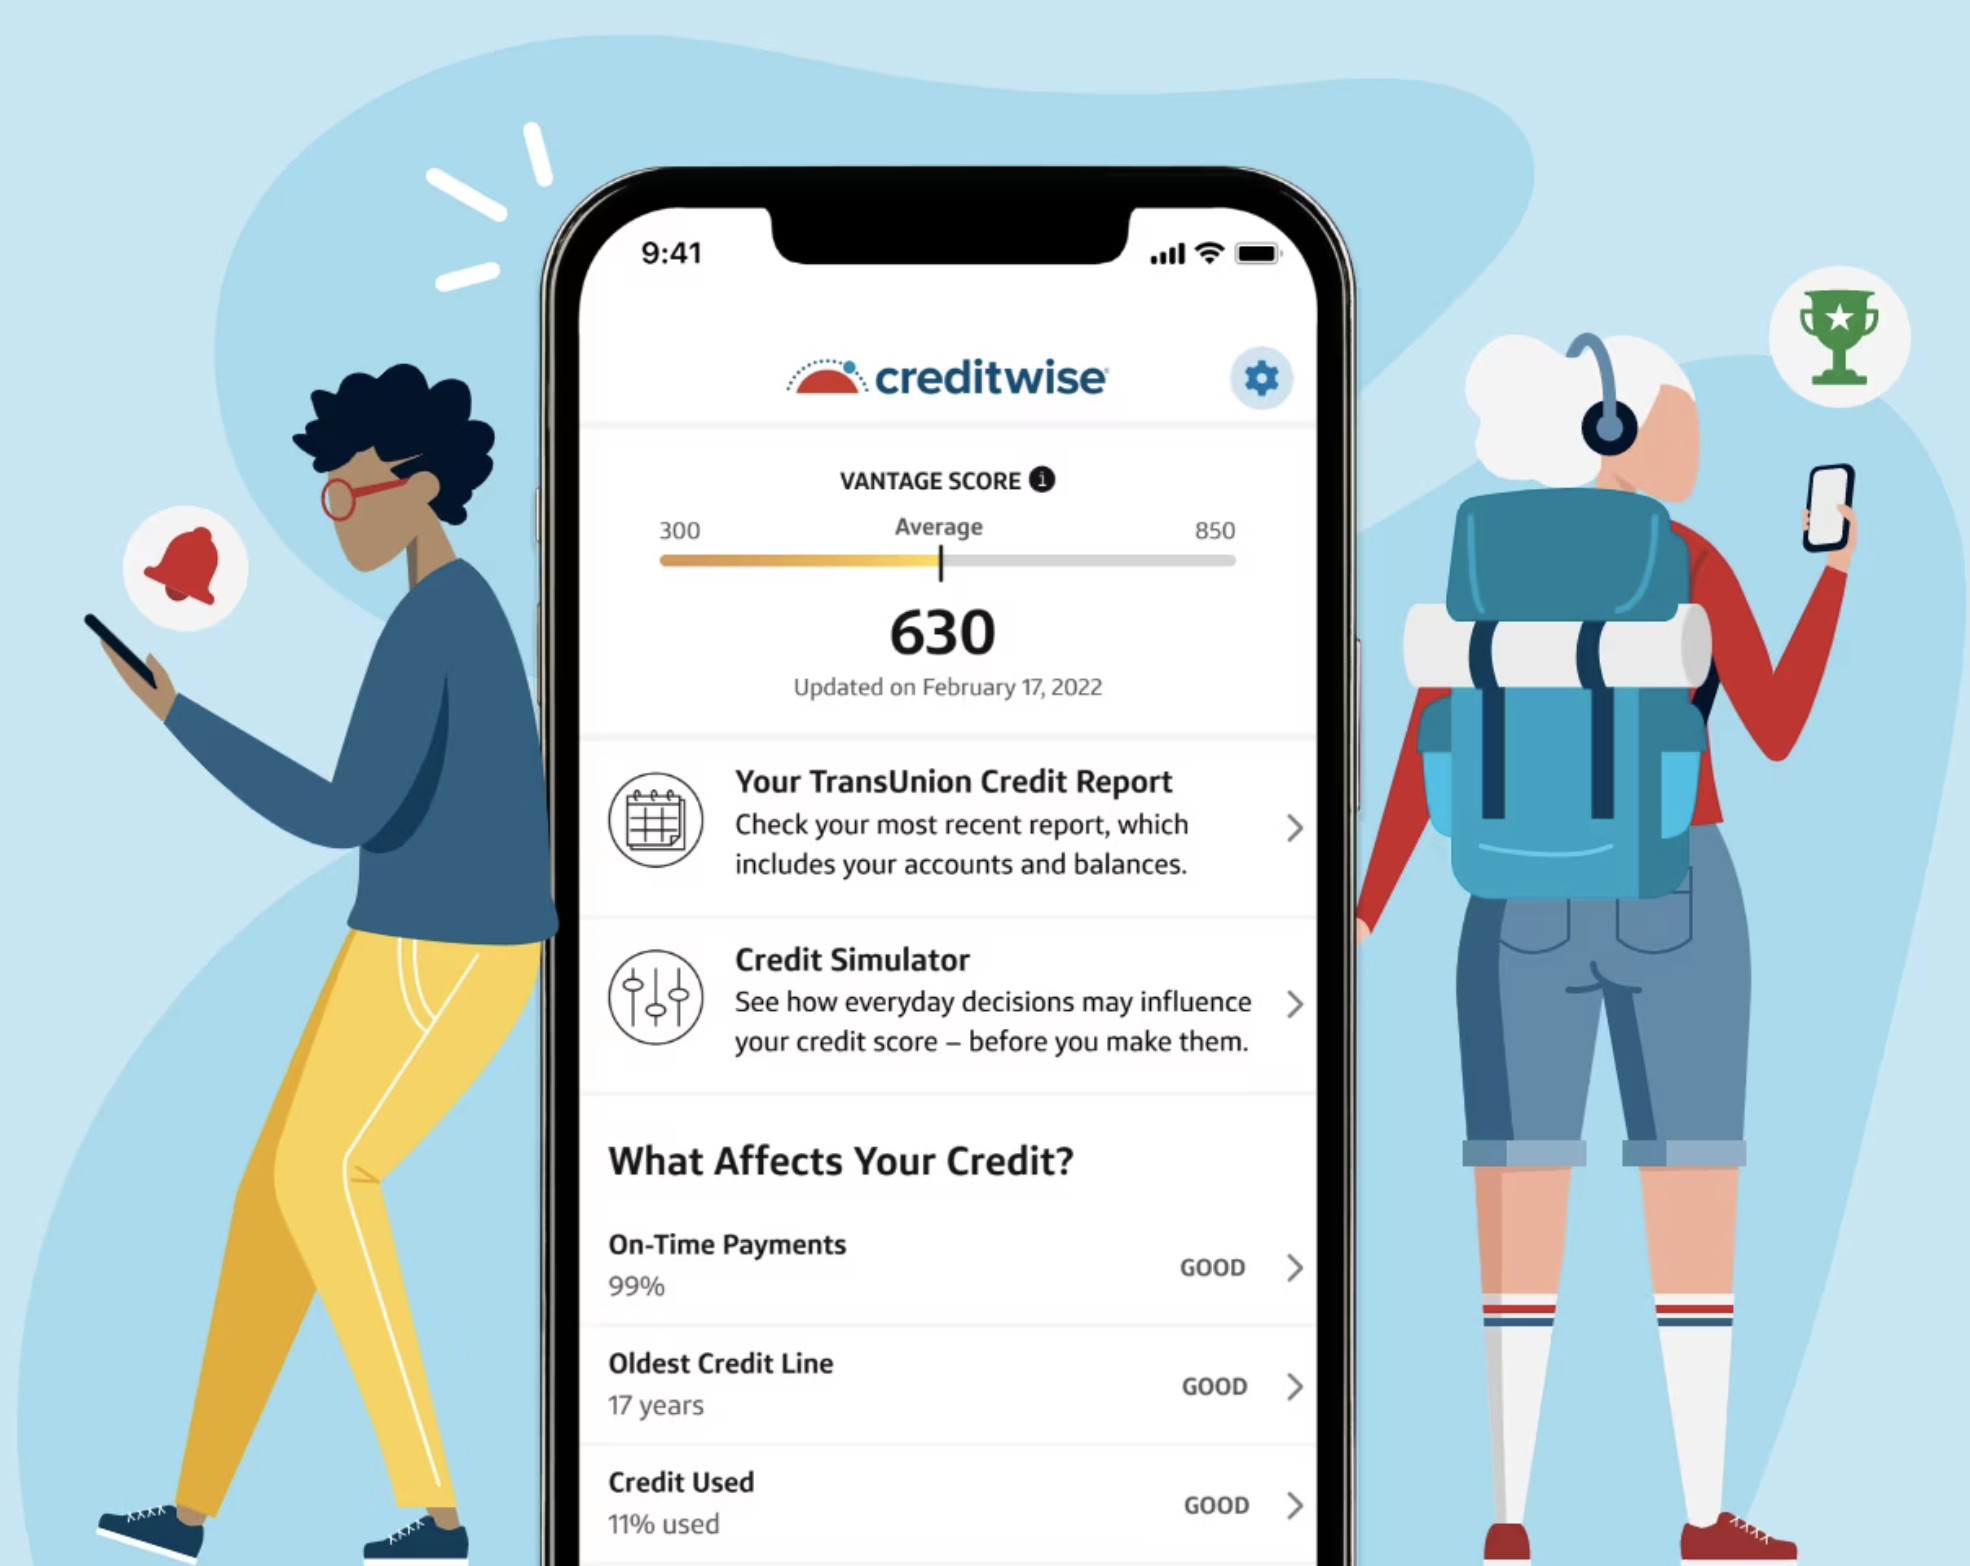 9:41
creditwise
VANTAGE SCORE i
300 Average 850
630
Updated on February 17, 2022
Your TransUnion Credit Report
Check your most recent report, which
includes your accounts and balances.
Credit Simulator
See how everyday decisions may influence
your credit score – before you make them.
What Affects Your Credit?
On-Time Payments
99%
GOOD
Oldest Credit Line
17 years
GOOD
Credit Used
11% used
GOOD